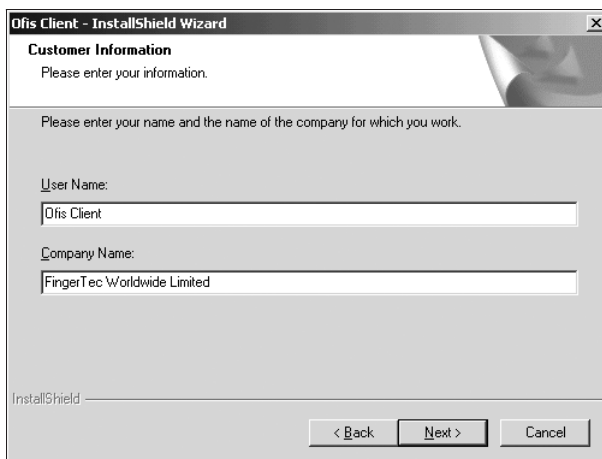 Ofis Client - InstallShield Wizard
Customer Information
Please enter your information.
Please enter your name and the name of the company for which you work.
User Name:
Ofis Client
Company Name:
FingerTec Worldwide Limited
InstallShield
< Back Next > Cancel